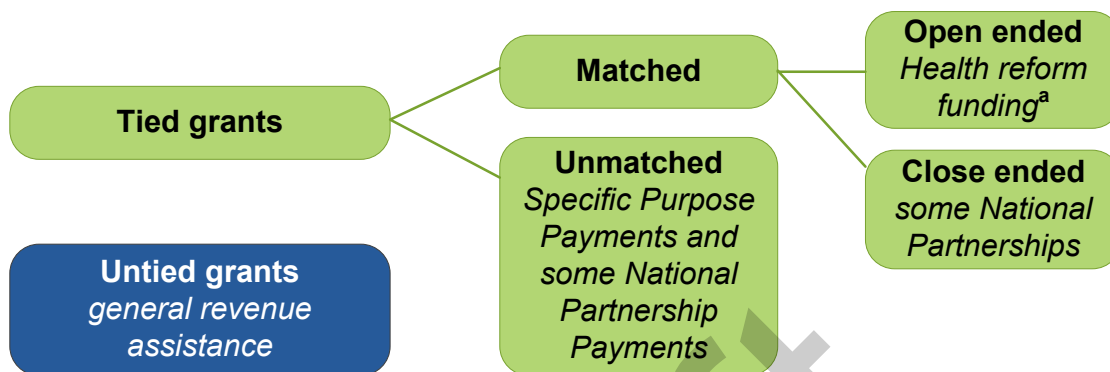 Tied grants
Untied grants
general revenue
assistance
Matched
Unmatched
Specific Purpose
Payments and
some National
Partnership
Payments
Open ended
Health reform
fundingᵃ
Close ended
some National
Partnerships